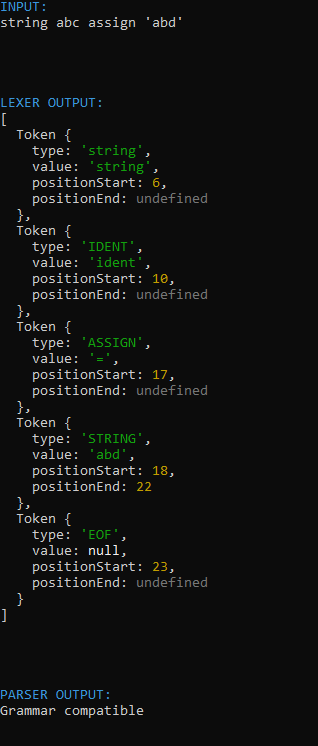 INPUT:
string abc assign 'abd'
LEXER OUTPUT:
[
  Token {
    type: 'string',
    value: 'string',
    positionStart: 6,
    positionEnd: undefined
  },
  Token {
    type: 'IDENT',
    value: 'ident',
    positionStart: 10,
    positionEnd: undefined
  },
  Token {
    type: 'ASSIGN',
    value: '=',
    positionStart: 17,
    positionEnd: undefined
  },
  Token {
    type: 'STRING',
    value: 'abd',
    positionStart: 18,
    positionEnd: 22
  },
  Token {
    type: 'EOF',
    value: null,
    positionStart: 23,
    positionEnd: undefined
  }
]
PARSER OUTPUT:
Grammar compatible